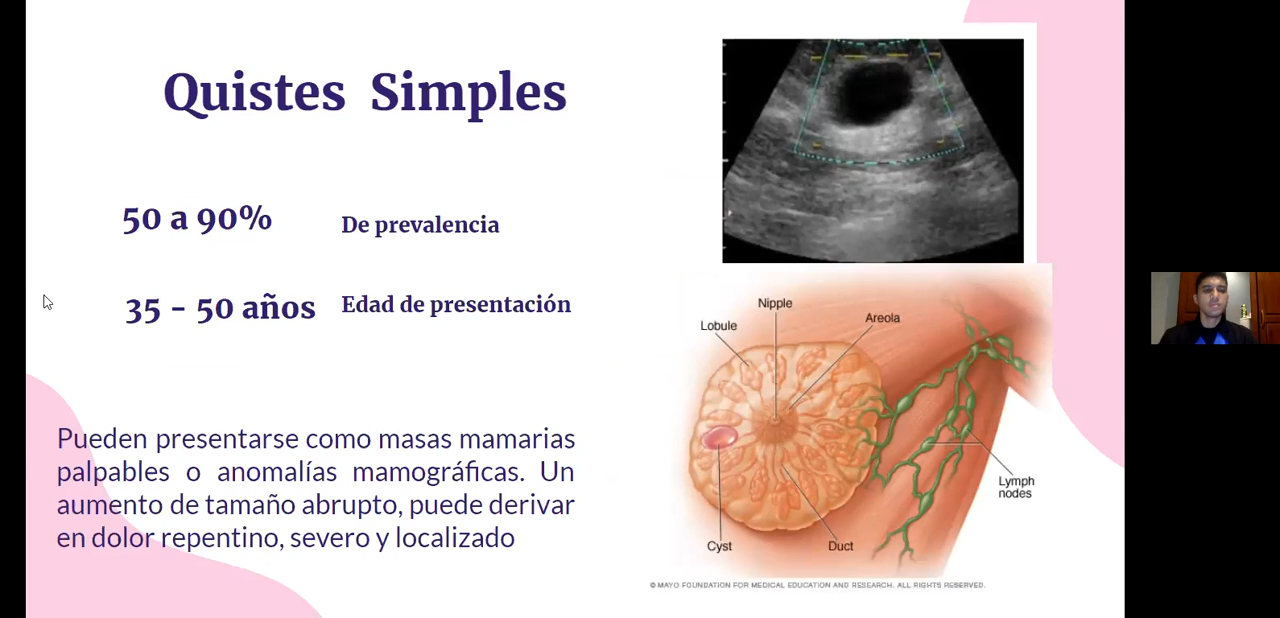 Quistes Simples
50 a 90%
De prevalencia
35 - 50 años
Edad de presentación
Pueden presentarse como masas mamarias
palpables o anomalías mamográficas. Un
aumento de tamaño abrupto, puede derivar
en dolor repentino, severo y localizado
Nipple
Lobule
Areola
Lymph
nodes
Cyst
Duct
© MAYO FOUNDATION FOR MEDICAL EDUCATION AND RESEARCH. ALL RIGHTS RESERVED.